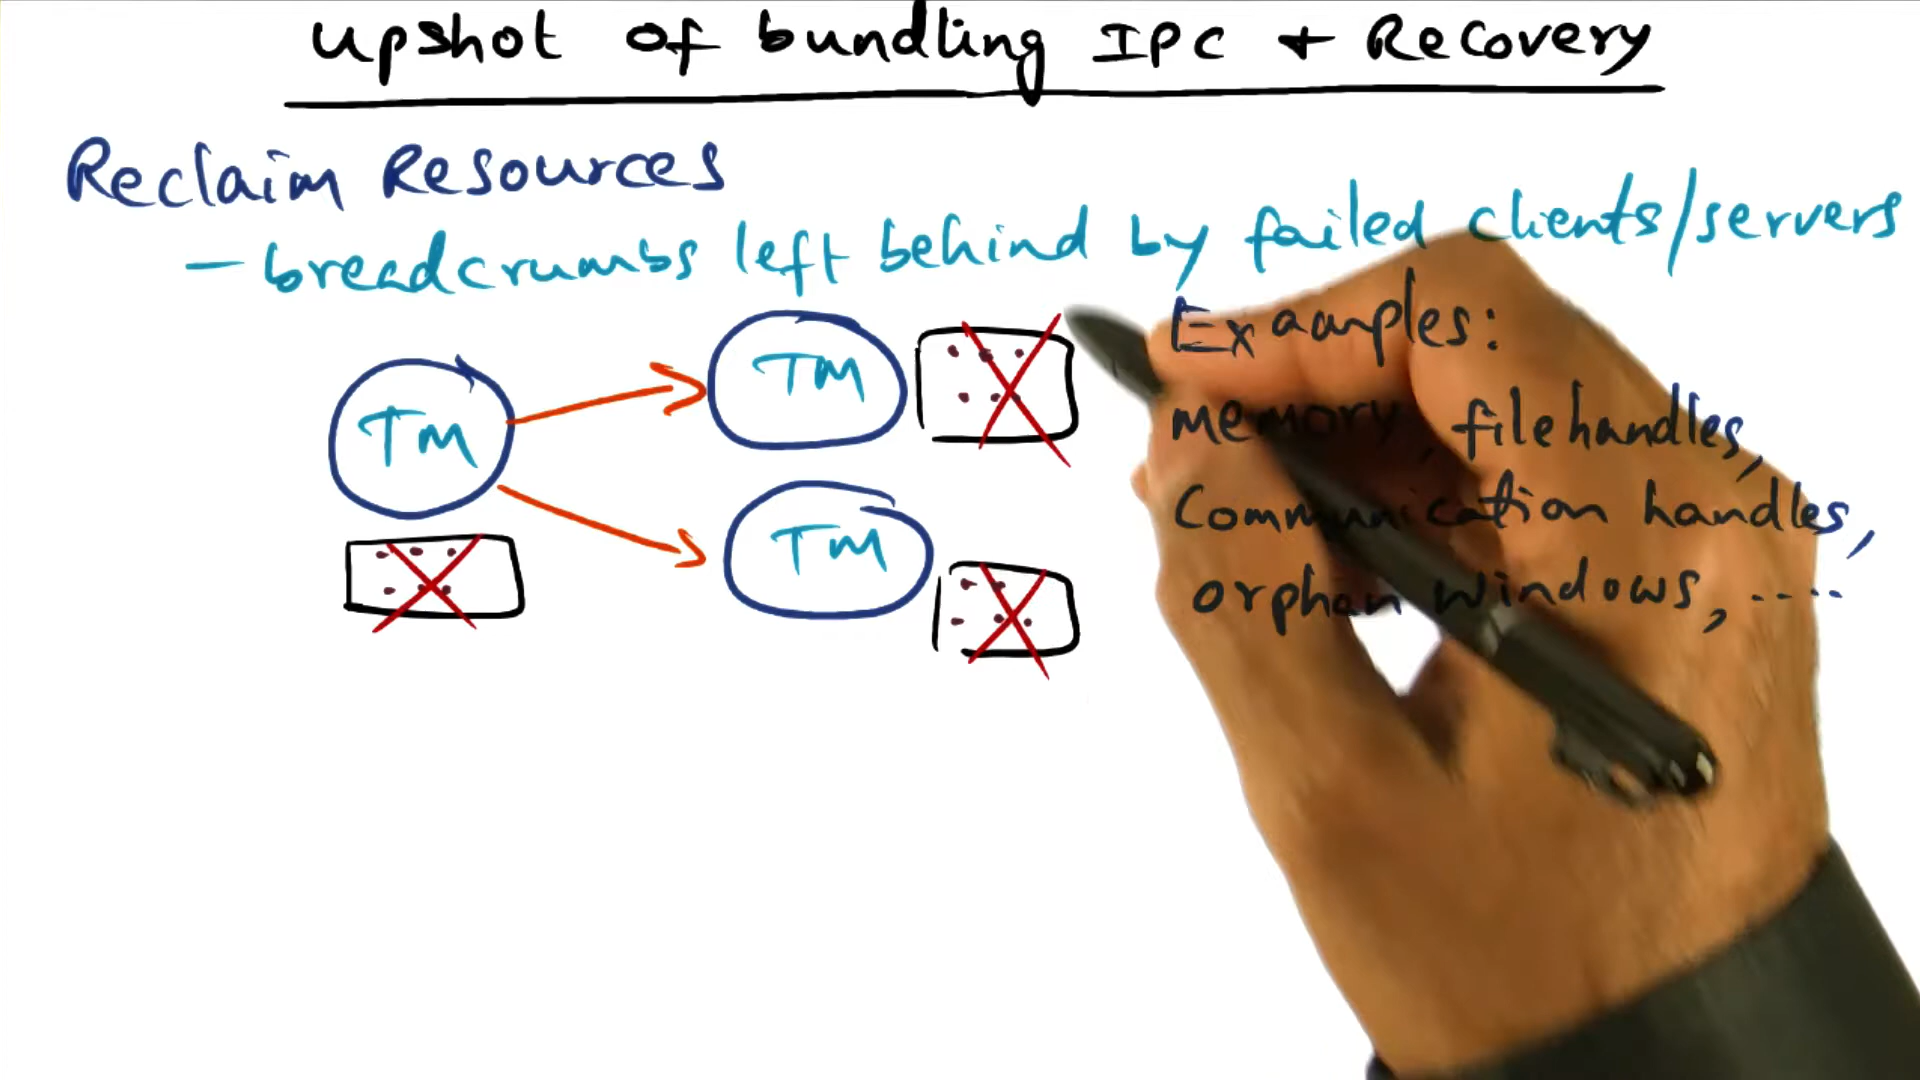 upshot of bundling IPC + Recovery
Reclaim Resources
- breadcrumbs left behind by failed clients/servers
Examples:
memory, filehandles,
Communication handles,
orphan windows, ....
TM
TM
TM